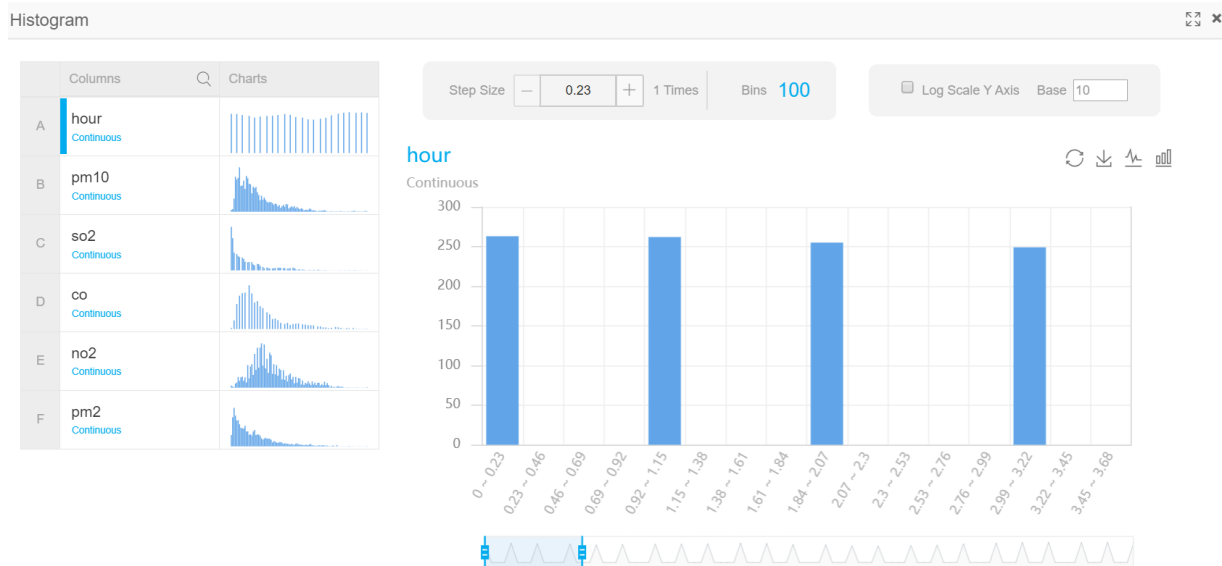 Histogram
Columns Charts
Step Size 0.23 1 Times Bins 100
Log Scale Y Axis Base 10
A hour
Continuous
B pm10
Continuous
C so2
Continuous
D co
Continuous
E no2
Continuous
F pm2
Continuous
hour
Continuous
300
250
200
150
100
50
0
0 ~ 0.23
0.23 ~ 0.46
0.46 ~ 0.69
0.69 ~ 0.92
0.92 ~ 1.15
1.15 ~ 1.38
1.38 ~ 1.61
1.61 ~ 1.84
1.84 ~ 2.07
2.07 ~ 2.3
2.3 ~ 2.53
2.53 ~ 2.76
2.76 ~ 2.99
2.99 ~ 3.22
3.22 ~ 3.45
3.45 ~ 3.68